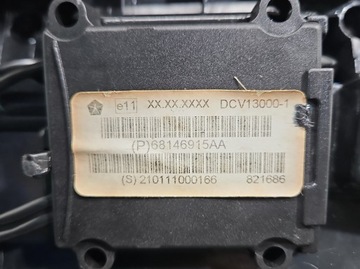 e11 XX.XX.XXXX DCV13000-1
(P)68146915AA
(S) 210111000166 821686